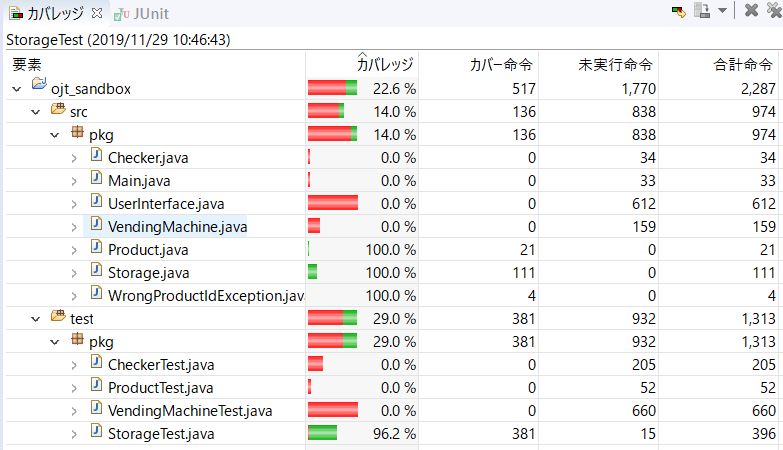 カバレッジ JUnit
StorageTest (2019/11/29 10:46:43)
要素 カバレッジ カバー命令 未実行命令 合計命令
ojt_sandbox 22.6 % 517 1,770 2,287
src 14.0 % 136 838 974
pkg 14.0 % 136 838 974
Checker.java 0.0 % 0 34 34
Main.java 0.0 % 0 33 33
UserInterface.java 0.0 % 0 612 612
VendingMachine.java 0.0 % 0 159 159
Product.java 100.0 % 21 0 21
Storage.java 100.0 % 111 0 111
WrongProductIdException.java 100.0 % 4 0 4
test 29.0 % 381 932 1,313
pkg 29.0 % 381 932 1,313
CheckerTest.java 0.0 % 0 205 205
ProductTest.java 0.0 % 0 52 52
VendingMachineTest.java 0.0 % 0 660 660
StorageTest.java 96.2 % 381 15 396